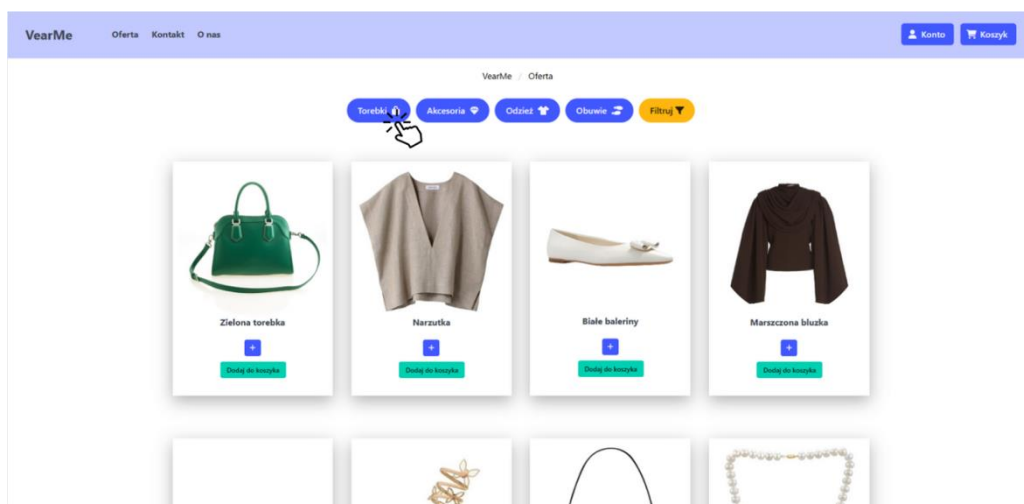 VearMe Oferta Kontakt O nas Konto Koszyk
VearMe / Oferta
Torebki Akcesoria Odzież Obuwie Filtruj
Zielona torebka Narzutka Białe baleriny Marszczona bluzka
+ + + +
Dodaj do koszyka Dodaj do koszyka Dodaj do koszyka Dodaj do koszyka